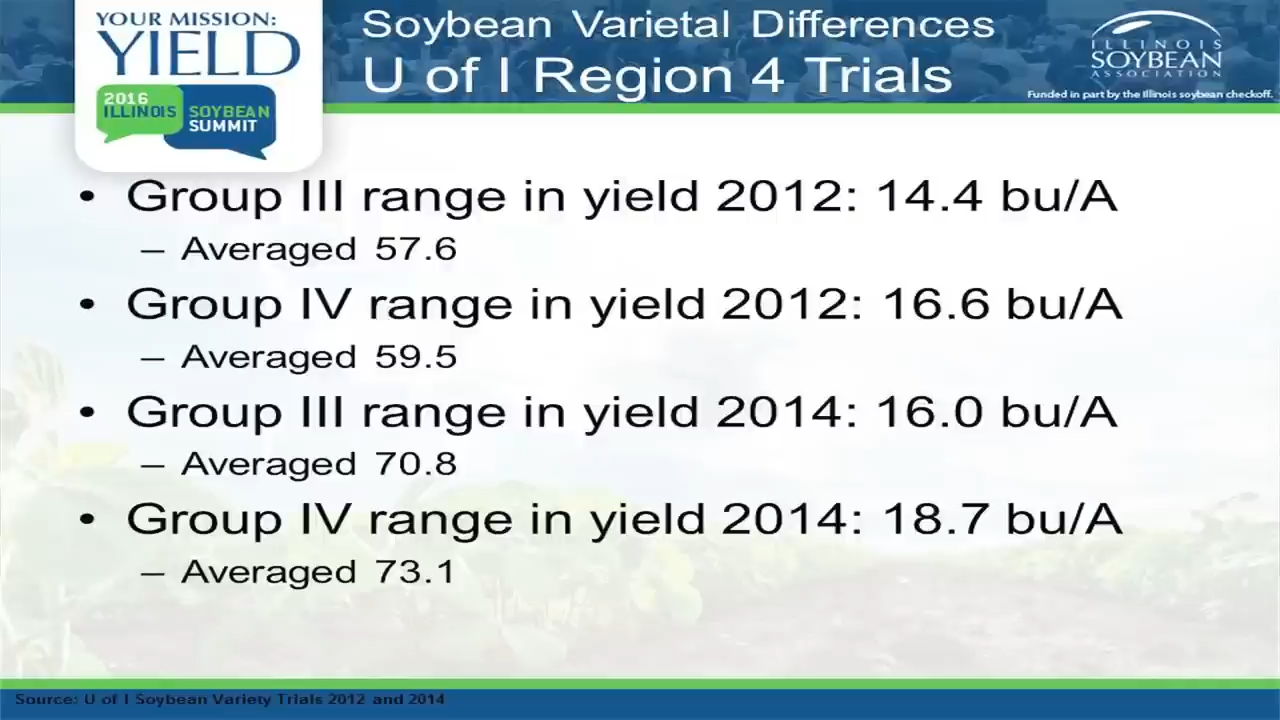 YOUR MISSION:
YIELD
2016
ILLINOIS SOYBEAN
SUMMIT
Soybean Varietal Differences
U of I Region 4 Trials
ILLINOIS
SOYBEAN
ASSOCIATION
Funded in part by the Illinois soybean checkoff.
• Group III range in yield 2012: 14.4 bu/A
– Averaged 57.6
• Group IV range in yield 2012: 16.6 bu/A
– Averaged 59.5
• Group III range in yield 2014: 16.0 bu/A
– Averaged 70.8
• Group IV range in yield 2014: 18.7 bu/A
– Averaged 73.1
Source: U of I Soybean Variety Trials 2012 and 2014